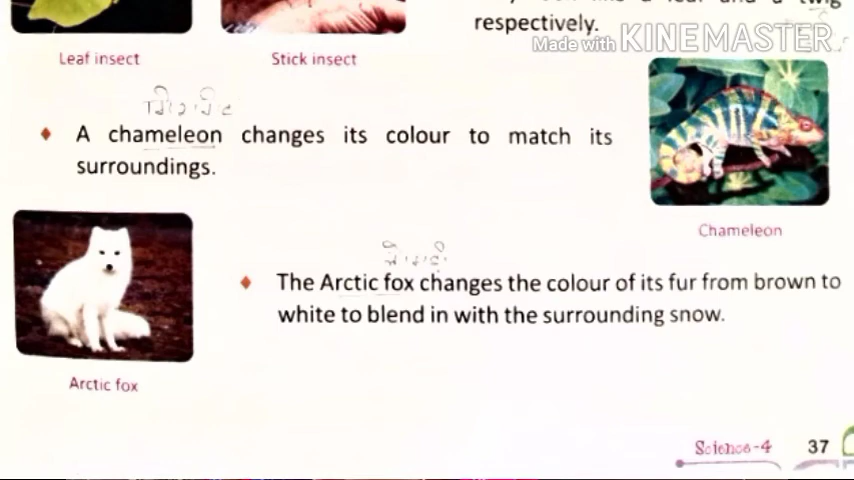 respectively.
Made with KINEMASTER
Leaf insect
Stick insect
A chameleon changes its colour to match its
surroundings.
Chameleon
The Arctic fox changes the colour of its fur from brown to
white to blend in with the surrounding snow.
Arctic fox
Science-4 37